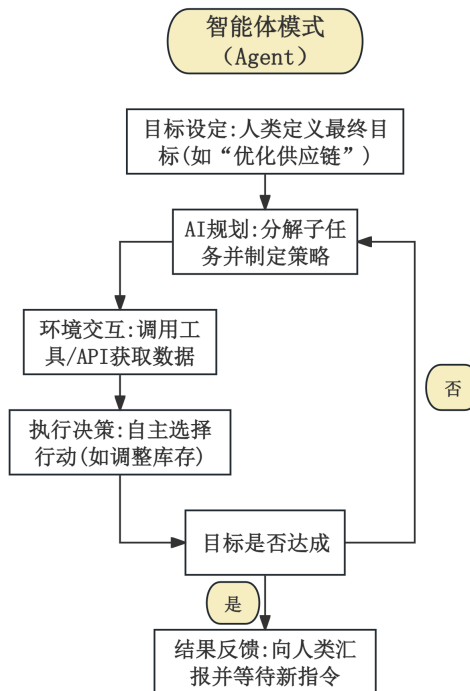 智能体模式
（Agent）
目标设定:人类定义最终目
标(如“优化供应链”)
AI规划:分解子任
务并制定策略
环境交互:调用工
具/API获取数据
否
执行决策:自主选择
行动(如调整库存)
目标是否达成
是
结果反馈:向人类汇
报并等待新指令